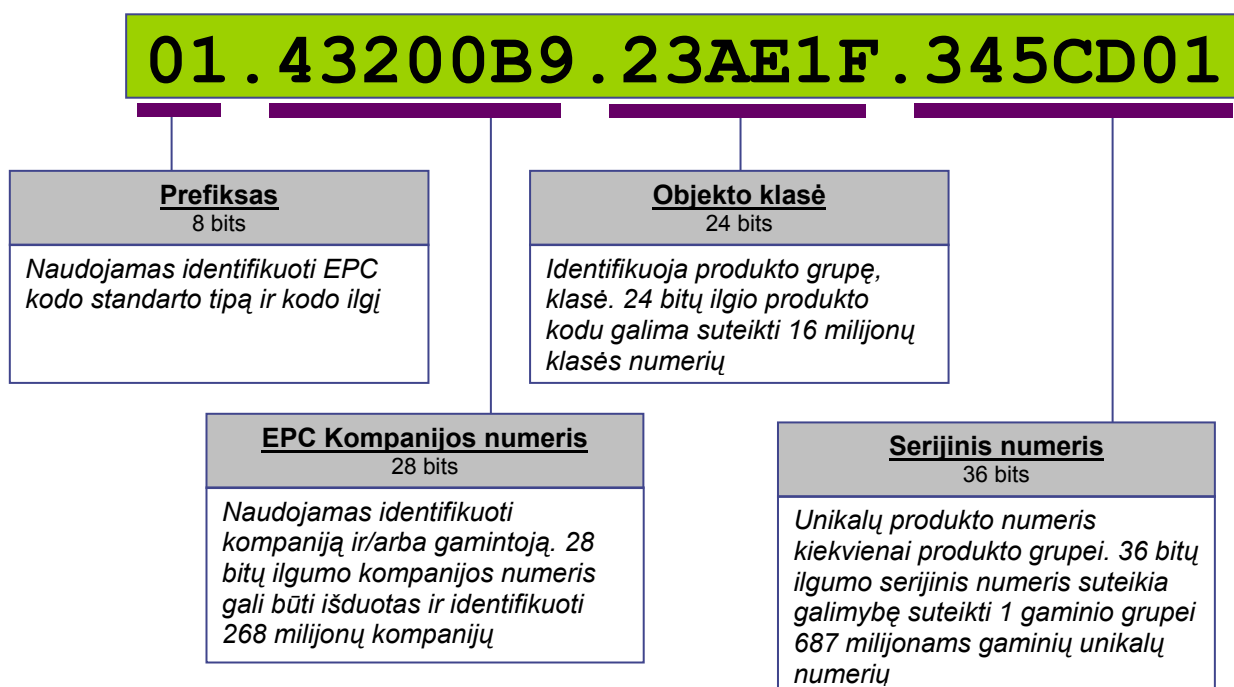 01.43200B9.23AE1F.345CD01
Prefiksas
8 bits
Naudojamas identifikuoti EPC
kodo standarto tipą ir kodo ilgį
Objekto klasė
24 bits
Identifikuoja produkto grupę,
klasė. 24 bitų ilgio produkto
kodu galima suteikti 16 milijonų
klasės numerių
EPC Kompanijos numeris
28 bits
Naudojamas identifikuoti
kompaniją ir/arba gamintoją. 28
bitų ilgumo kompanijos numeris
gali būti išduotas ir identifikuoti
268 milijonų kompanijų
Serijinis numeris
36 bits
Unikalų produkto numeris
kiekvienai produkto grupei. 36 bitų
ilgumo serijinis numeris suteikia
galimybę suteikti 1 gaminio grupei
687 milijonams gaminių unikalų
numerių